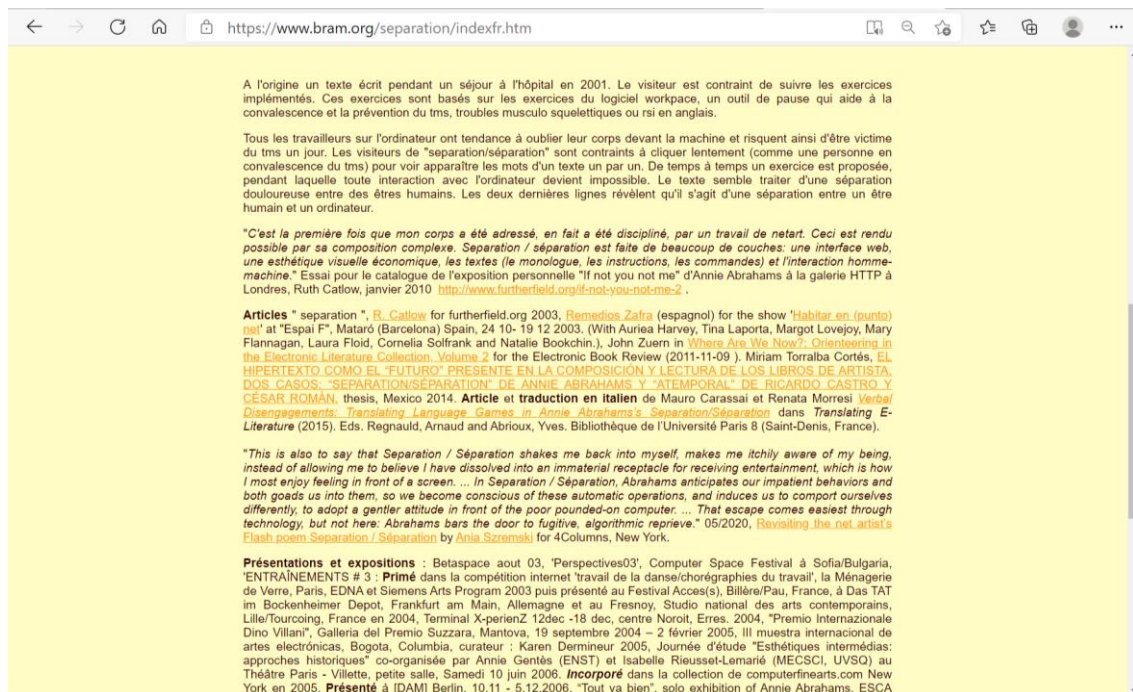 https://www.bram.org/separation/indexfr.htm
A l'origine un texte écrit pendant un séjour à l'hôpital en 2001. Le visiteur est contraint de suivre les exercices
implémentés. Ces exercices sont basés sur les exercices du logiciel workpace, un outil de pause qui aide à la
convalescence et la prévention du tms, troubles musculo squelettiques ou rsi en anglais.
Tous les travailleurs sur l'ordinateur ont tendance à oublier leur corps devant la machine et risquent ainsi d'être victime
du tms un jour. Les visiteurs de "separation/séparation" sont contraints à cliquer lentement (comme une personne en
convalescence du tms) pour voir apparaître les mots d'un texte un par un. De temps à temps un exercice est proposée,
pendant laquelle toute interaction avec l'ordinateur devient impossible. Le texte semble traiter d'une séparation
douloureuse entre des êtres humains. Les deux dernières lignes révèlent qu'il s'agit d'une séparation entre un être
humain et un ordinateur.
"C'est la première fois que mon corps a été adressé, en fait a été discipliné, par un travail de netart. Ceci est rendu
possible par sa composition complexe. Separation / séparation est faite de beaucoup de couches: une interface web,
une esthétique visuelle économique, les textes (le monologue, les instructions, les commandes) et l'interaction homme-
machine." Essai pour le catalogue de l'exposition personnelle "If not you not me" d'Annie Abrahams à la galerie HTTP à
Londres, Ruth Catlow, janvier 2010 http://www.furtherfield.org/if-not-you-not-me-2 .
Articles " separation ", R. Catlow for furtherfield.org 2003, Remedios Zafra (espagnol) for the show 'Habitar en (punto)
net' at "Espai F", Mataró (Barcelona) Spain, 24 10- 19 12 2003. (With Auriea Harvey, Tina Laporta, Margot Lovejoy, Mary
Flannagan, Laura Floid, Cornelia Solfrank and Natalie Bookchin.), John Zuern in Where Are We Now?: Orienteering in
the Electronic Literature Collection, Volume 2 for the Electronic Book Review (2011-11-09 ). Miriam Torralba Cortés, EL
HIPERTEXTO COMO EL "FUTURO" PRESENTE EN LA COMPOSICIÓN Y LECTURA DE LOS LIBROS DE ARTISTA.
DOS CASOS: "SEPARATION/SÉPARATION" DE ANNIE ABRAHAMS Y "ATEMPORAL" DE RICARDO CASTRO Y
CÉSAR ROMÁN, thesis, Mexico 2014. Article et traduction en italien de Mauro Carassai et Renata Morresi Verbal
Disengagements: Translating Language Games in Annie Abrahams's Separation/Séparation dans Translating E-
Literature (2015). Eds. Regnauld, Arnaud and Abrioux, Yves. Bibliothèque de l'Université Paris 8 (Saint-Denis, France).
"This is also to say that Separation / Séparation shakes me back into myself, makes me itchily aware of my being,
instead of allowing me to believe I have dissolved into an immaterial receptacle for receiving entertainment, which is how
I most enjoy feeling in front of a screen. ... In Separation / Séparation, Abrahams anticipates our impatient behaviors and
both goads us into them, so we become conscious of these automatic operations, and induces us to comport ourselves
differently, to adopt a gentler attitude in front of the poor pounded-on computer. ... That escape comes easiest through
technology, but not here: Abrahams bars the door to fugitive, algorithmic reprieve." 05/2020, Revisiting the net artist's
Flash poem Separation / Séparation by Ania Szremski for 4Columns, New York.
Présentations et expositions : Betaspace aout 03, 'Perspectives03', Computer Space Festival à Sofia/Bulgaria,
'ENTRAÎNEMENTS # 3 : Primé dans la compétition internet 'travail de la danse/chorégraphies du travail', la Ménagerie
de Verre, Paris, EDNA et Siemens Arts Program 2003 puis présenté au Festival Acces(s), Billère/Pau, France, à Das TAT
im Bockenheimer Depot, Frankfurt am Main, Allemagne et au Fresnoy, Studio national des arts contemporains,
Lille/Tourcoing, France en 2004, Terminal X-perienZ 12dec -18 dec, centre Noroit, Erres. 2004, "Premio Internazionale
Dino Villani", Galleria del Premio Suzzara, Mantova, 19 septembre 2004 – 2 février 2005, III muestra internacional de
artes electrónicas, Bogota, Columbia, curateur : Karen Dermineur 2005, Journée d'étude "Esthétiques intermédias:
approches historiques" co-organisée par Annie Gentès (ENST) et Isabelle Rieusset-Lemarié (MECSCI, UVSQ) au
Théâtre Paris - Villette, petite salle, Samedi 10 juin 2006. Incorporé dans la collection de computerfinearts.com New
York en 2005. Présenté à [DAM] Berlin, 10.11 - 5.12.2006. "Tout va bien", solo exhibition of Annie Abrahams, ESCA